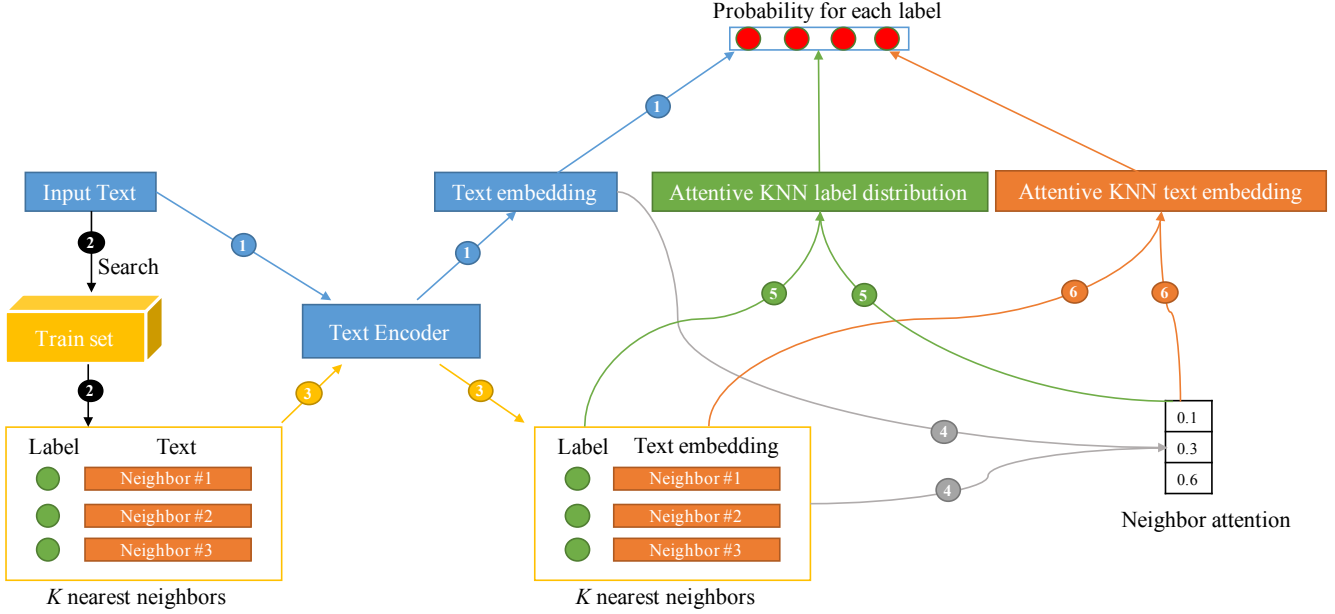 Probability for each label
1
Input Text
Text embedding
Attentive KNN label distribution
Attentive KNN text embedding
2
1
1
Search
5
5
6
6
Train set
Text Encoder
2
3
3
0.1
Label
Text
Label
Text embedding
4
0.3
Neighbor #1
Neighbor #1
0.6
4
Neighbor #2
Neighbor #2
Neighbor attention
Neighbor #3
Neighbor #3
K nearest neighbors
K nearest neighbors